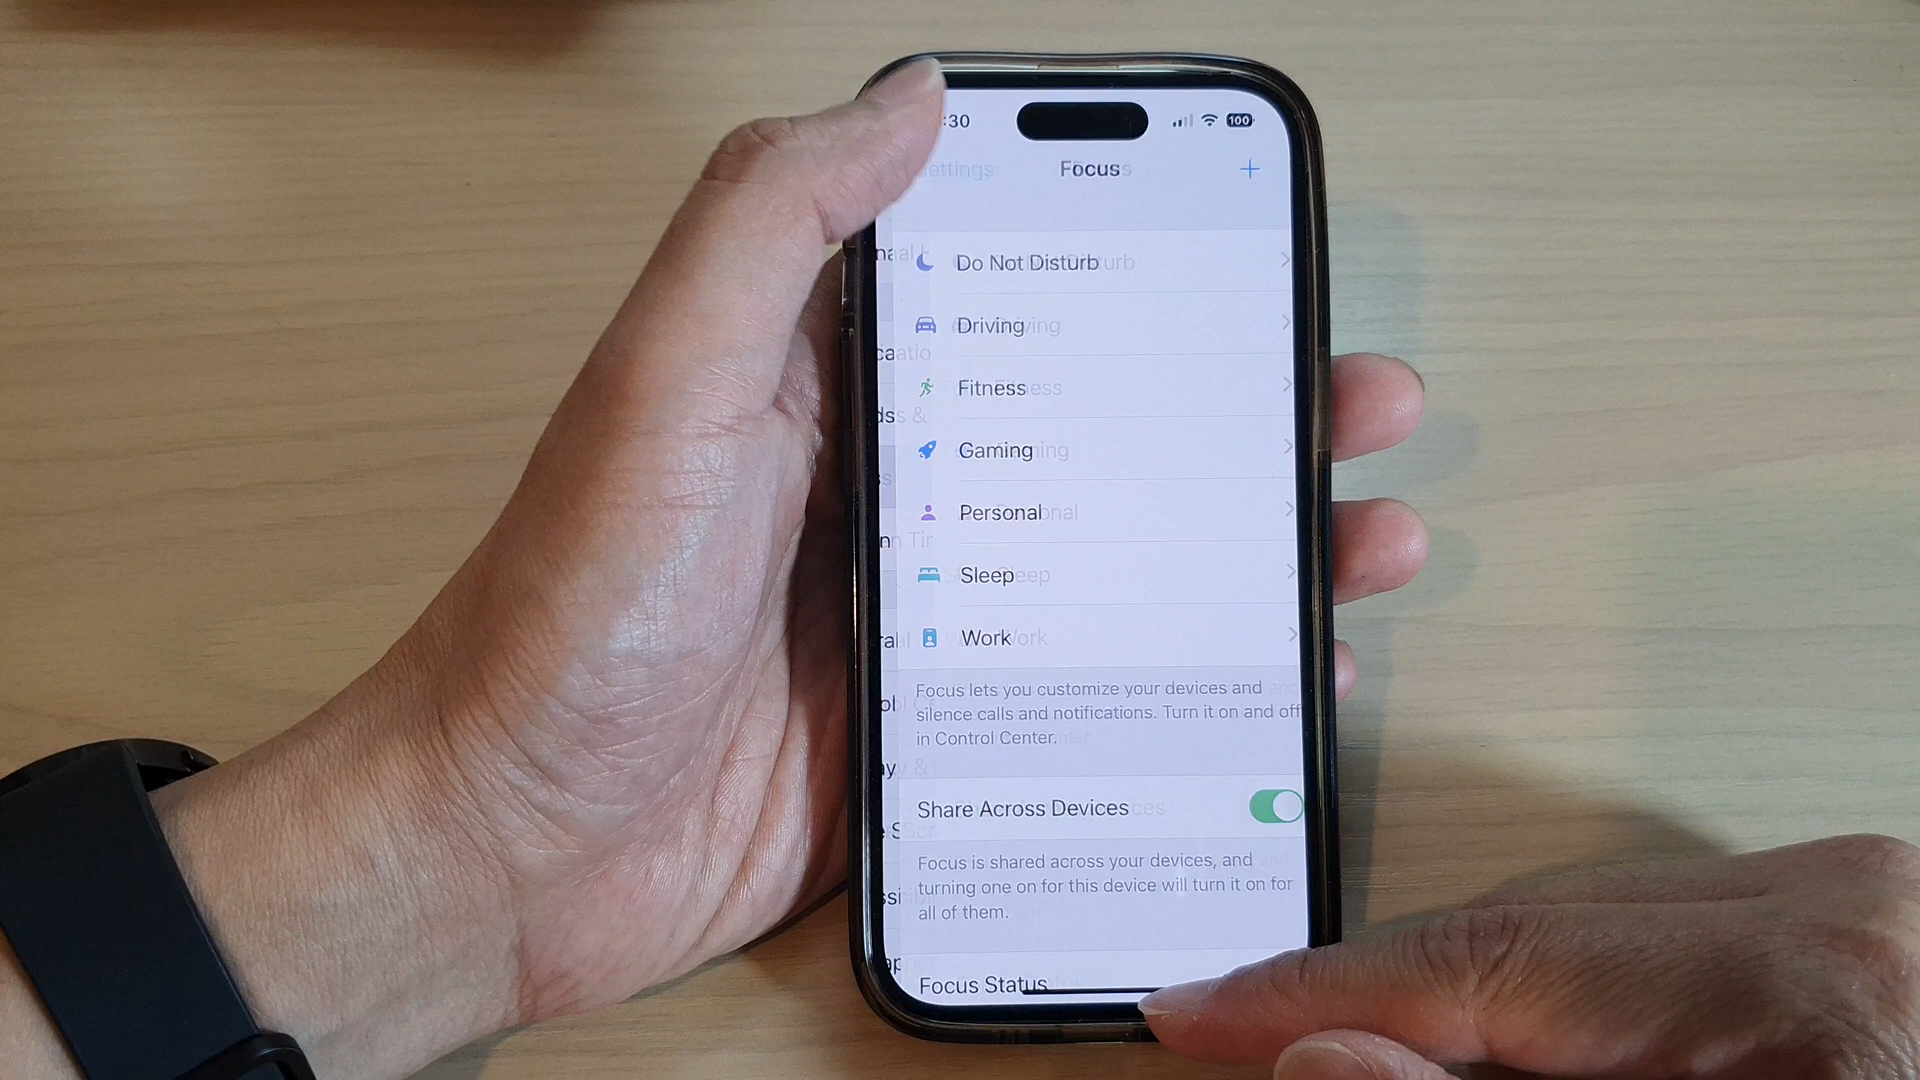 :30
100
ettings
Focus
Do Not Disturb
Driving
Fitness
Gaming
Personal
Sleep
Work
Focus lets you customize your devices and
silence calls and notifications. Turn it on and off
in Control Center.
Share Across Devices
Focus is shared across your devices, and
turning one on for this device will turn it on for
all of them.
Focus Status